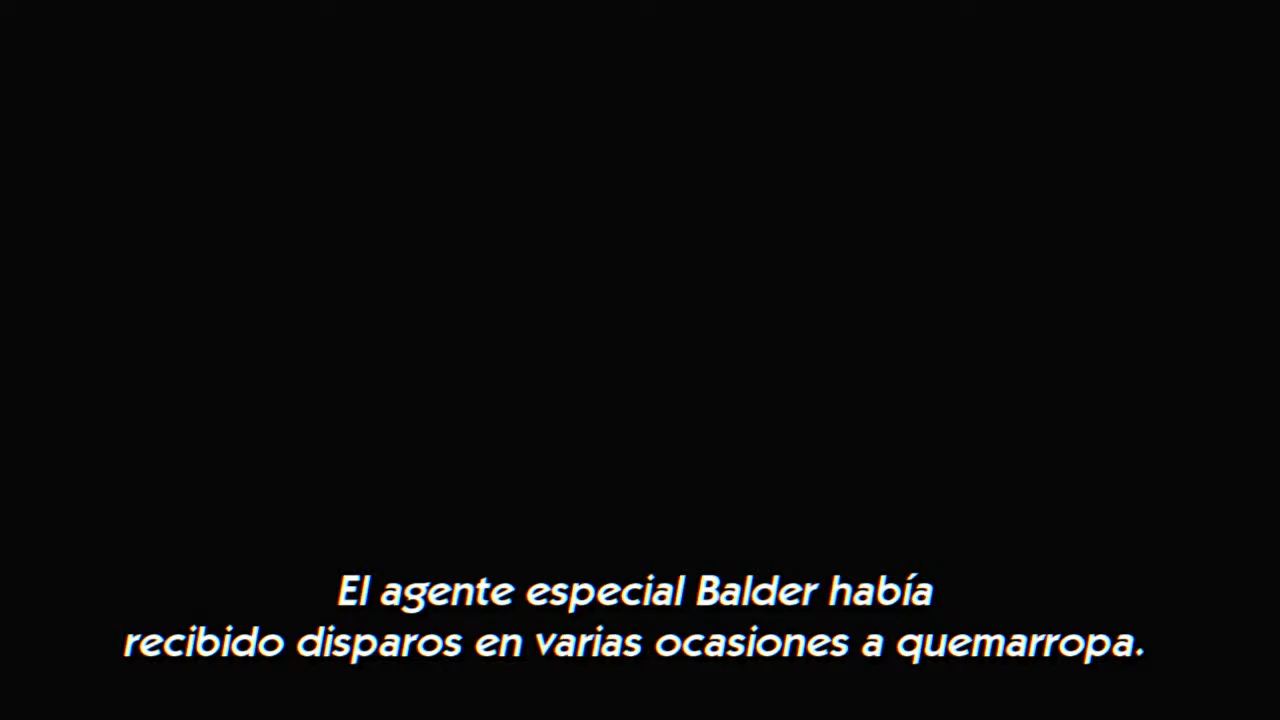 El agente especial Balder había
recibido disparos en varias ocasiones a quemarropa.